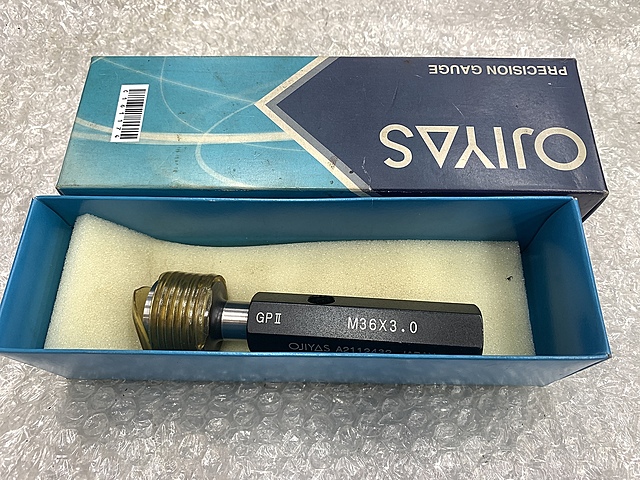 PRECISION GAUGE
OJIYAS
GPⅡ
M36X3.0
OJIYAS